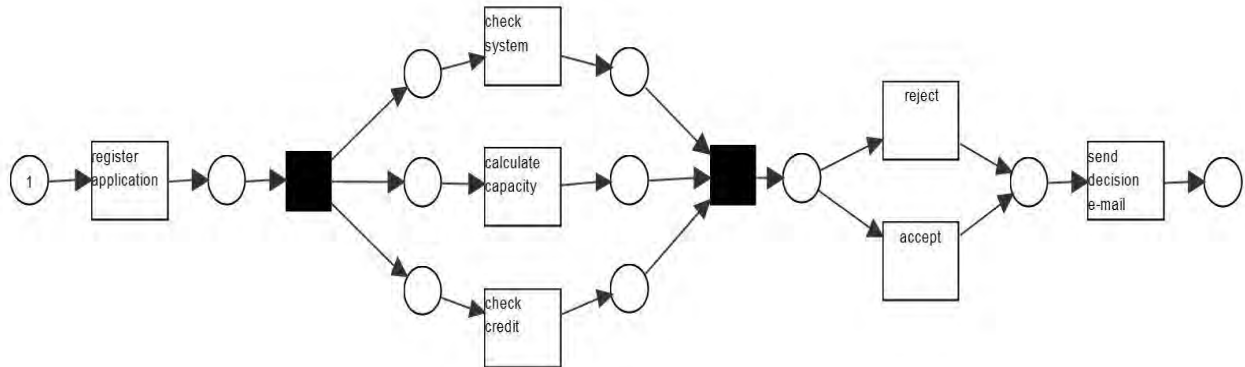 1
register
application
check
system
calculate
capacity
check
credit
reject
accept
send
decision
e-mail